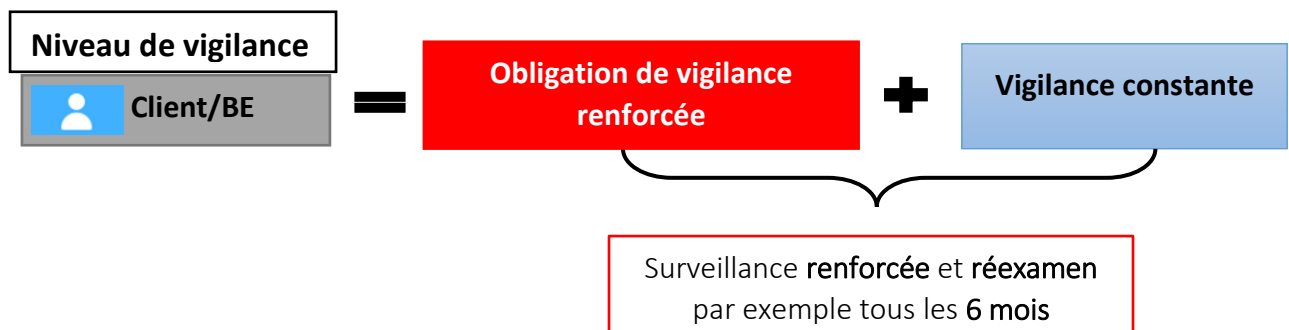 Niveau de vigilance
Client/BE
Obligation de vigilance
renforcée
Vigilance constante
Surveillance renforcée et réexamen
par exemple tous les 6 mois